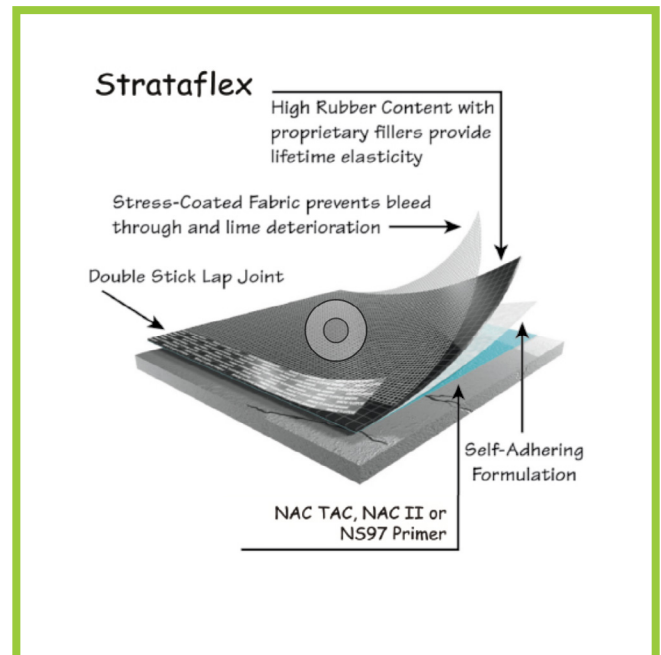 Strataflex
High Rubber Content with
proprietary fillers provide
lifetime elasticity
Stress-Coated Fabric prevents bleed
through and lime deterioration
Double Stick Lap Joint
Self-Adhering
Formulation
NAC TAC, NAC II or
NS97 Primer